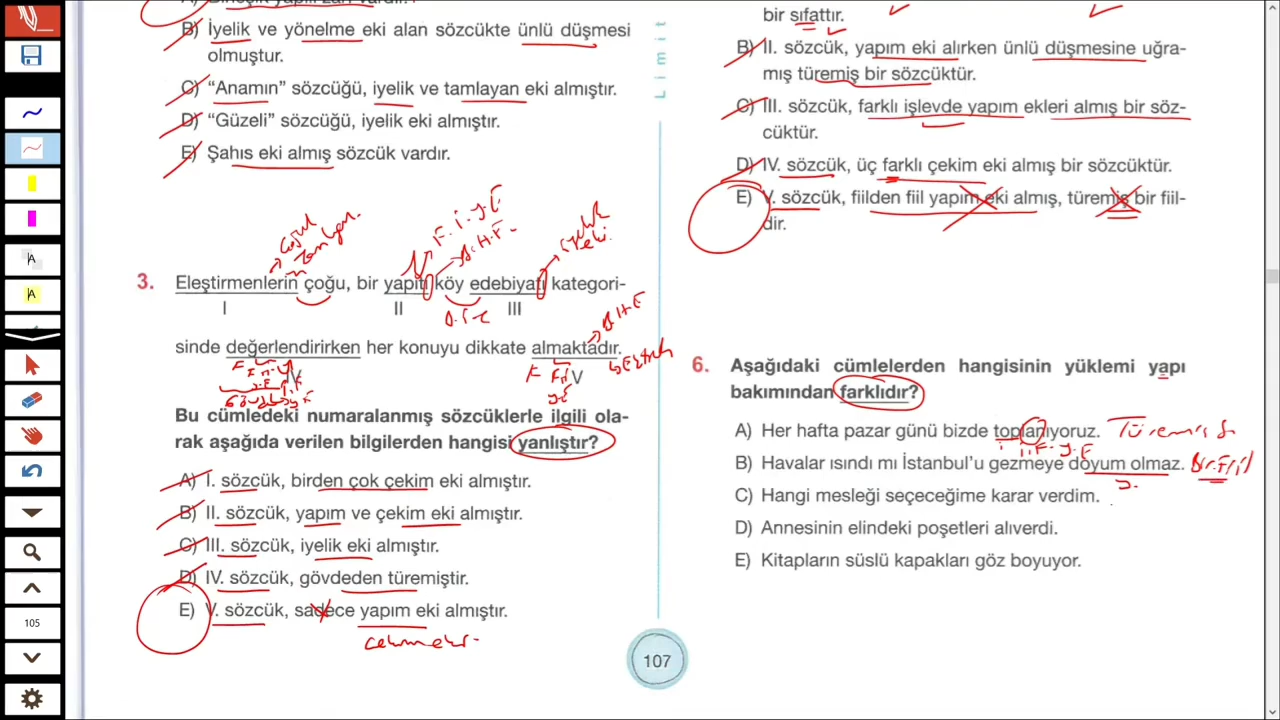 A) Birleşik yapılı zarf vardır.
B) İyelik ve yönelme eki alan sözcükte ünlü düşmesi
olmuştur.
C) “Anamın” sözcüğü, iyelik ve tamlayan eki almıştır.
D) “Güzeli” sözcüğü, iyelik eki almıştır.
E) Şahıs eki almış sözcük vardır.
3. Eleştirmenlerin çoğu, bir yapıtı köy edebiyatı kategori-
I II III
sinde değerlendirirken her konuyu dikkate almaktadır.
V
Bu cümledeki numaralanmış sözcüklerle ilgili ola-
rak aşağıda verilen bilgilerden hangisi yanlıştır?
A) I. sözcük, birden çok çekim eki almıştır.
B) II. sözcük, yapım ve çekim eki almıştır.
C) III. sözcük, iyelik eki almıştır.
D) IV. sözcük, gövdeden türemiştir.
E) V. sözcük, sadece yapım eki almıştır.
Limit
107
bir sıfattır.
B) II. sözcük, yapım eki alırken ünlü düşmesine uğra-
mış türemiş bir sözcüktür.
C) III. sözcük, farklı işlevde yapım ekleri almış bir söz-
cüktür.
D) IV. sözcük, üç farklı çekim eki almış bir sözcüktür.
E) V. sözcük, fiilden fiil yapım eki almış, türemiş bir fiil-
dir.
6. Aşağıdaki cümlelerden hangisinin yüklemi yapı
bakımından farklıdır?
A) Her hafta pazar günü bizde toplanıyoruz. Türemiş
B) Havalar ısındı mı İstanbul'u gezmeye doyum olmaz.
C) Hangi mesleği seçeceğime karar verdim.
D) Annesinin elindeki poşetleri alıverdi.
E) Kitapların süslü kapakları göz boyuyor.
A
A
105